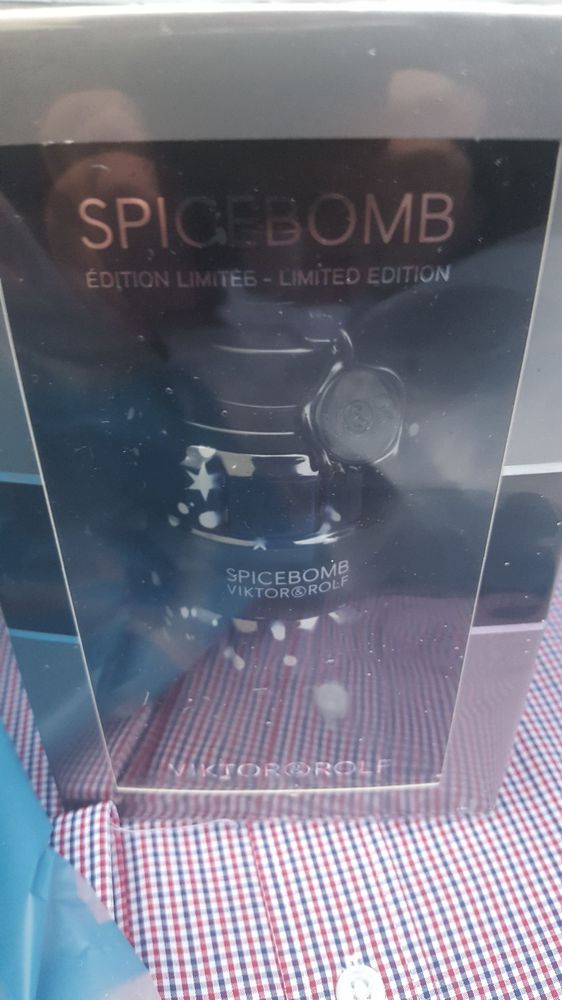 SPICEBOMB
ÉDITION LIMITÉE - LIMITED EDITION
SPICEBOMB
VIKTOR&ROLF
VIKTOR&ROLF